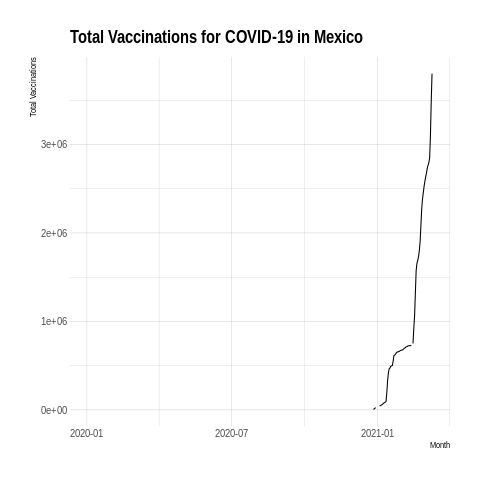 Total Vaccinations for COVID-19 in Mexico
Total Vaccinations
3e+06
2e+06
1e+06
0e+00
2020-01 2020-07 2021-01
Month